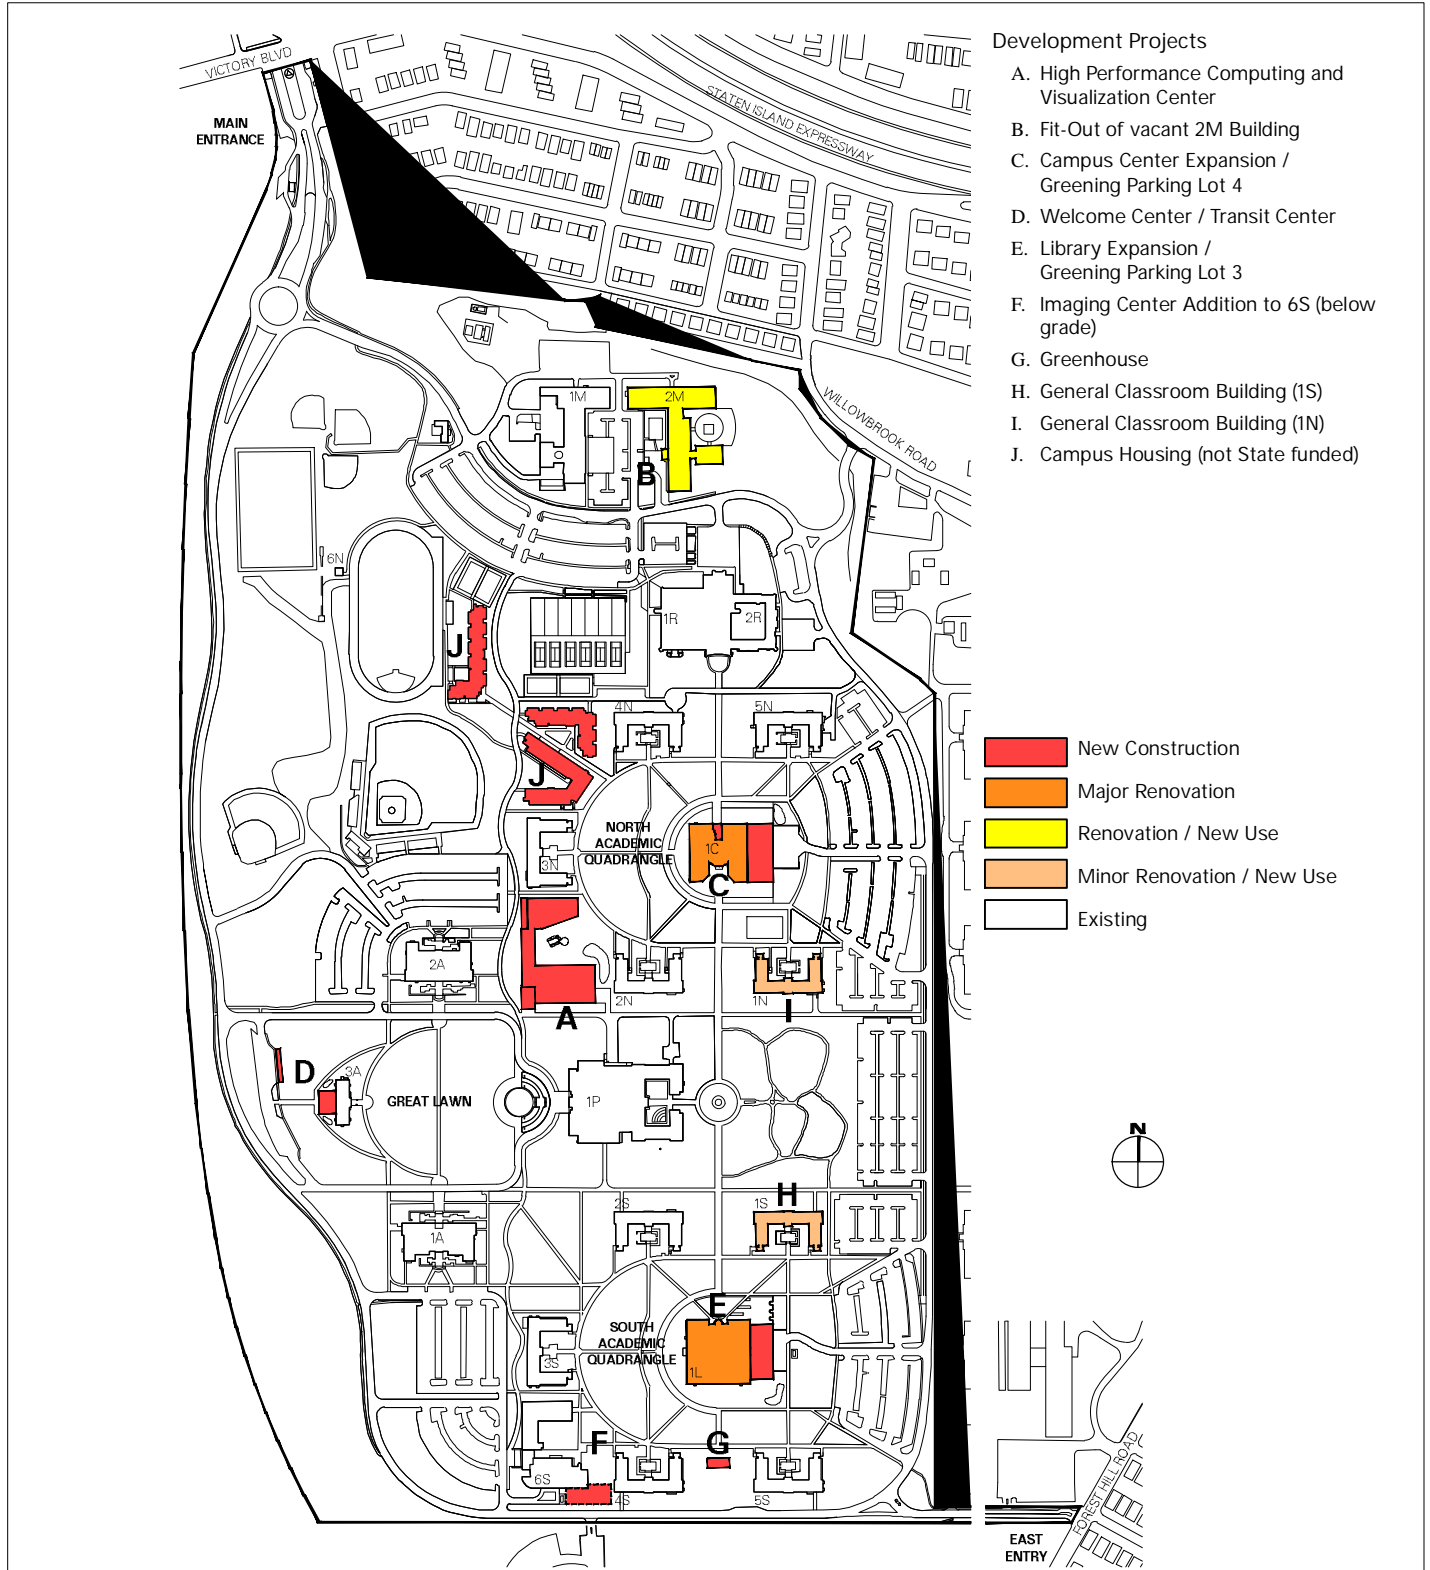 Development Projects
A. High Performance Computing and
Visualization Center
B. Fit-Out of vacant 2M Building
C. Campus Center Expansion /
Greening Parking Lot 4
D. Welcome Center / Transit Center
E. Library Expansion /
Greening Parking Lot 3
F. Imaging Center Addition to 6S (below
grade)
G. Greenhouse
H. General Classroom Building (1S)
I. General Classroom Building (1N)
J. Campus Housing (not State funded)
New Construction
Major Renovation
Renovation / New Use
Minor Renovation / New Use
Existing
VICTORY BLVD
MAIN
ENTRANCE
STATEN ISLAND EXPRESSWAY
WILLOWBROOK ROAD
1M
2M
B
6N
1R
2R
J
4N
5N
J
NORTH
ACADEMIC
QUADRANGLE
3N
1C
C
2A
2N
1N
A
I
D
3A
GREAT LAWN
1P
N
H
2S
1S
1A
E
SOUTH
ACADEMIC
QUADRANGLE
3S
1L
F
G
6S
4S
5S
FOREST HILL ROAD
EAST
ENTRY